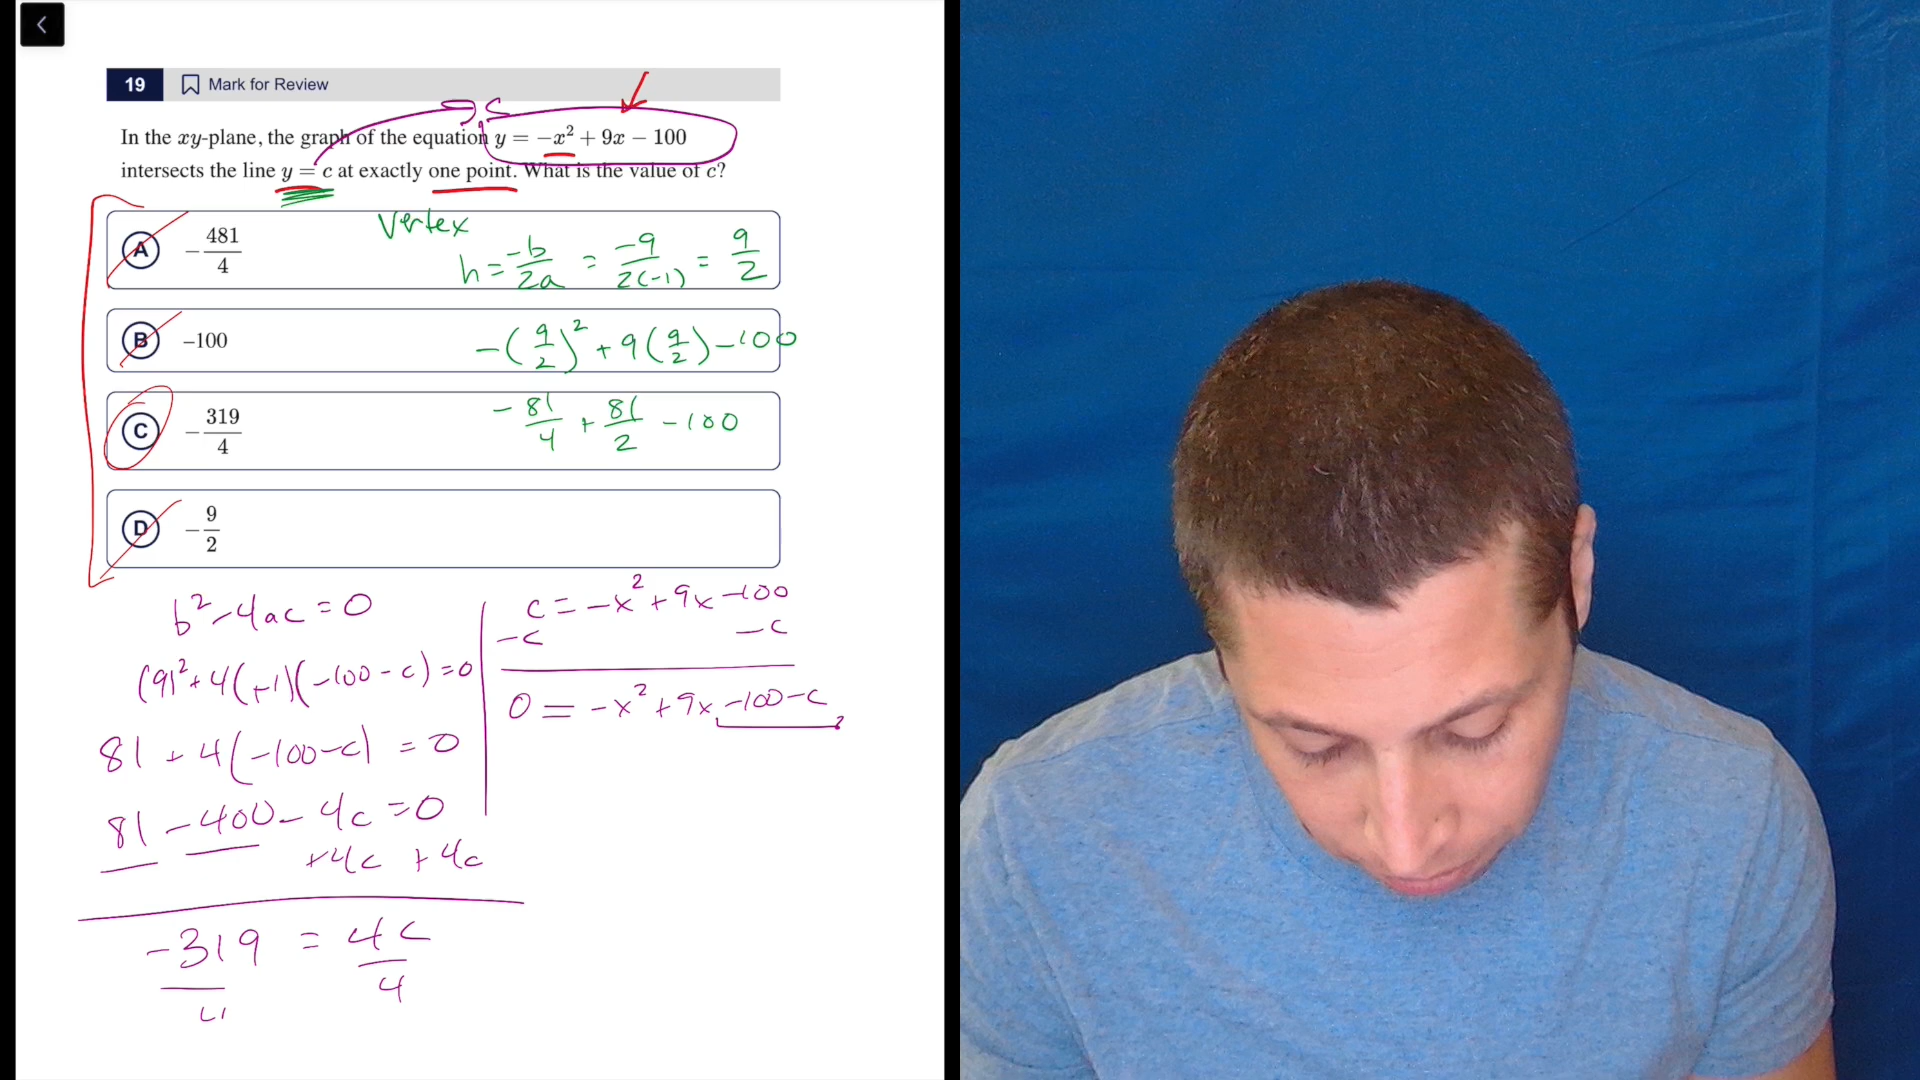 19 Mark for Review
c
In the xy-plane, the graph of the equation y = −x² + 9x − 100
intersects the line y = c at exactly one point. What is the value of c?
Vertex
A −481/4
h = −b/2a = −9/2(−1) = 9/2
B −100
−(9/2)² + 9(9/2) − 100
C −319/4
−81/4 + 81/2 − 100
D −9/2
b² − 4ac = 0
(9)² + 4(+1)(−100 − c) = 0
81 + 4(−100 − c) = 0
81 − 400 − 4c = 0
+4c +4c
−319 = 4c
4 4
c = −x² + 9x − 100
−c −c
0 = −x² + 9x − 100 − c